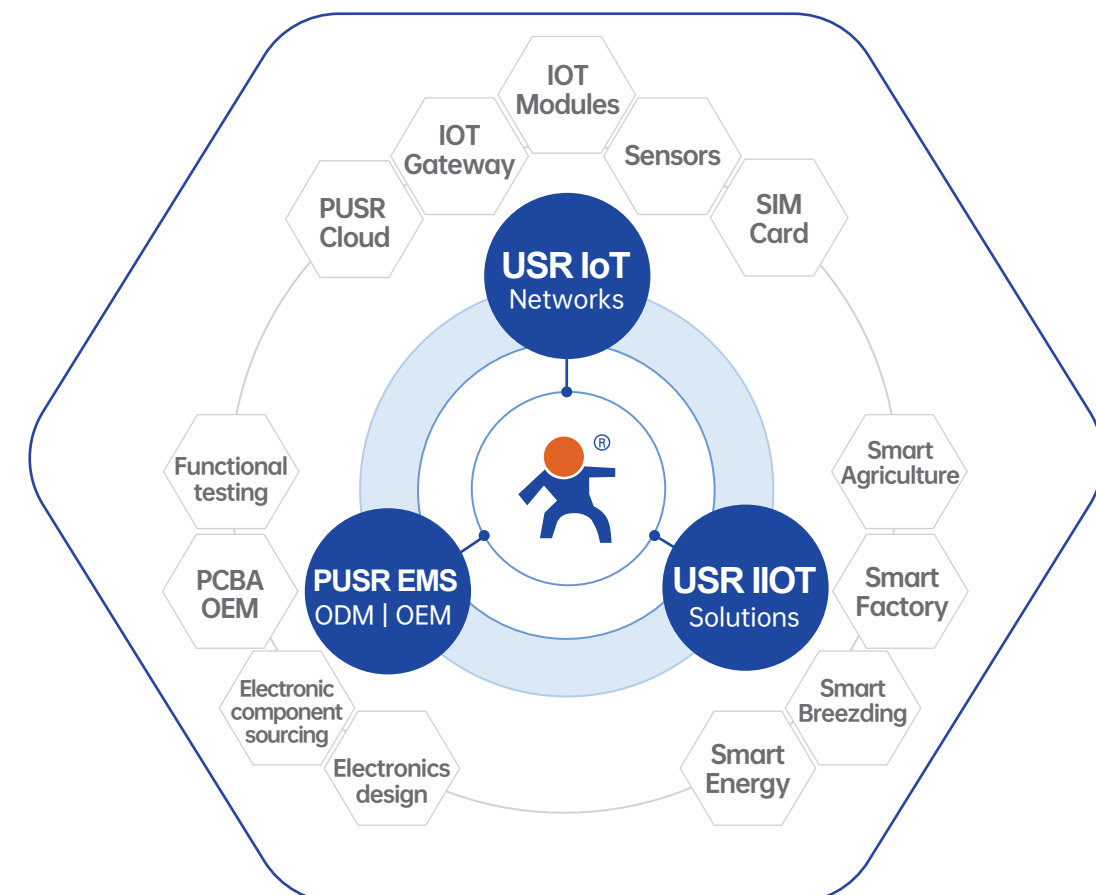 IOT
Modules
IOT
Gateway
Sensors
PUSR
Cloud
SIM
Card
USR IoT
Networks
®
Functional
testing
Smart
Agriculture
PCBA
OEM
PUSR EMS
ODM | OEM
USR IIOT
Solutions
Smart
Factory
Electronic
component
sourcing
Smart
Breezding
Electronics
design
Smart
Energy